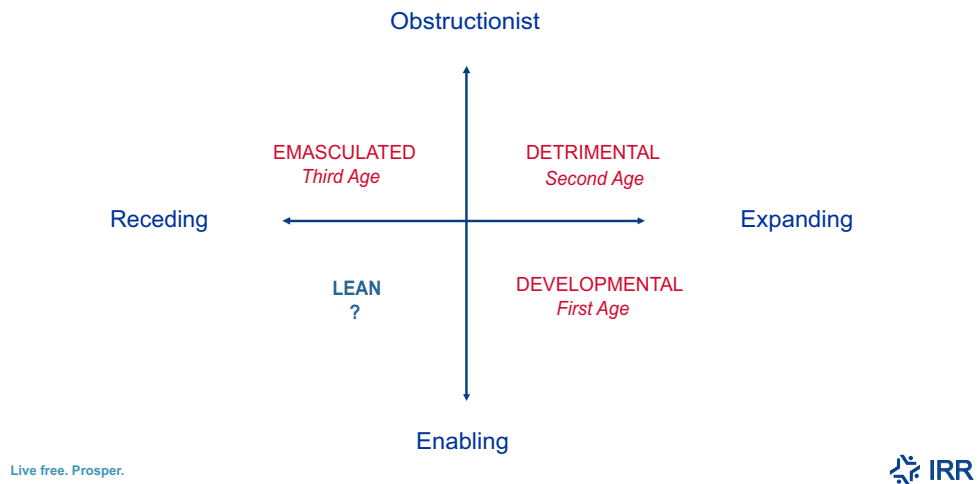 Obstructionist
EMASCULATED
Third Age
DETRIMENTAL
Second Age
Receding
Expanding
LEAN
?
DEVELOPMENTAL
First Age
Enabling
Live free. Prosper.
IRR